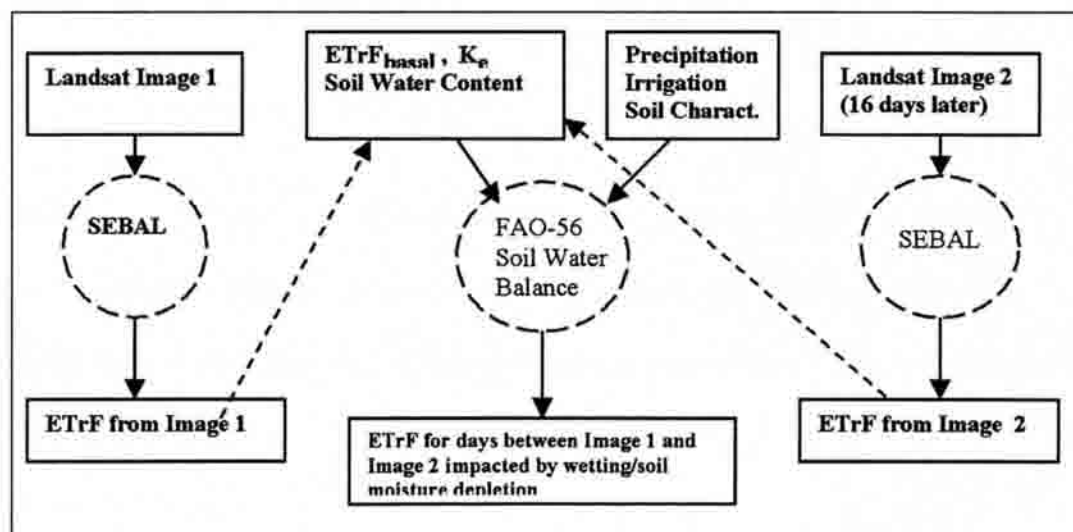 Landsat Image 1
ETrFbasal , Ke
Soil Water Content
Precipitation
Irrigation
Soil Charact.
Landsat Image 2
(16 days later)
SEBAL
FAO-56
Soil Water
Balance
SEBAL
ETrF from Image 1
ETrF for days between Image 1 and
Image 2 impacted by wetting/soil
moisture depletion
ETrF from Image 2